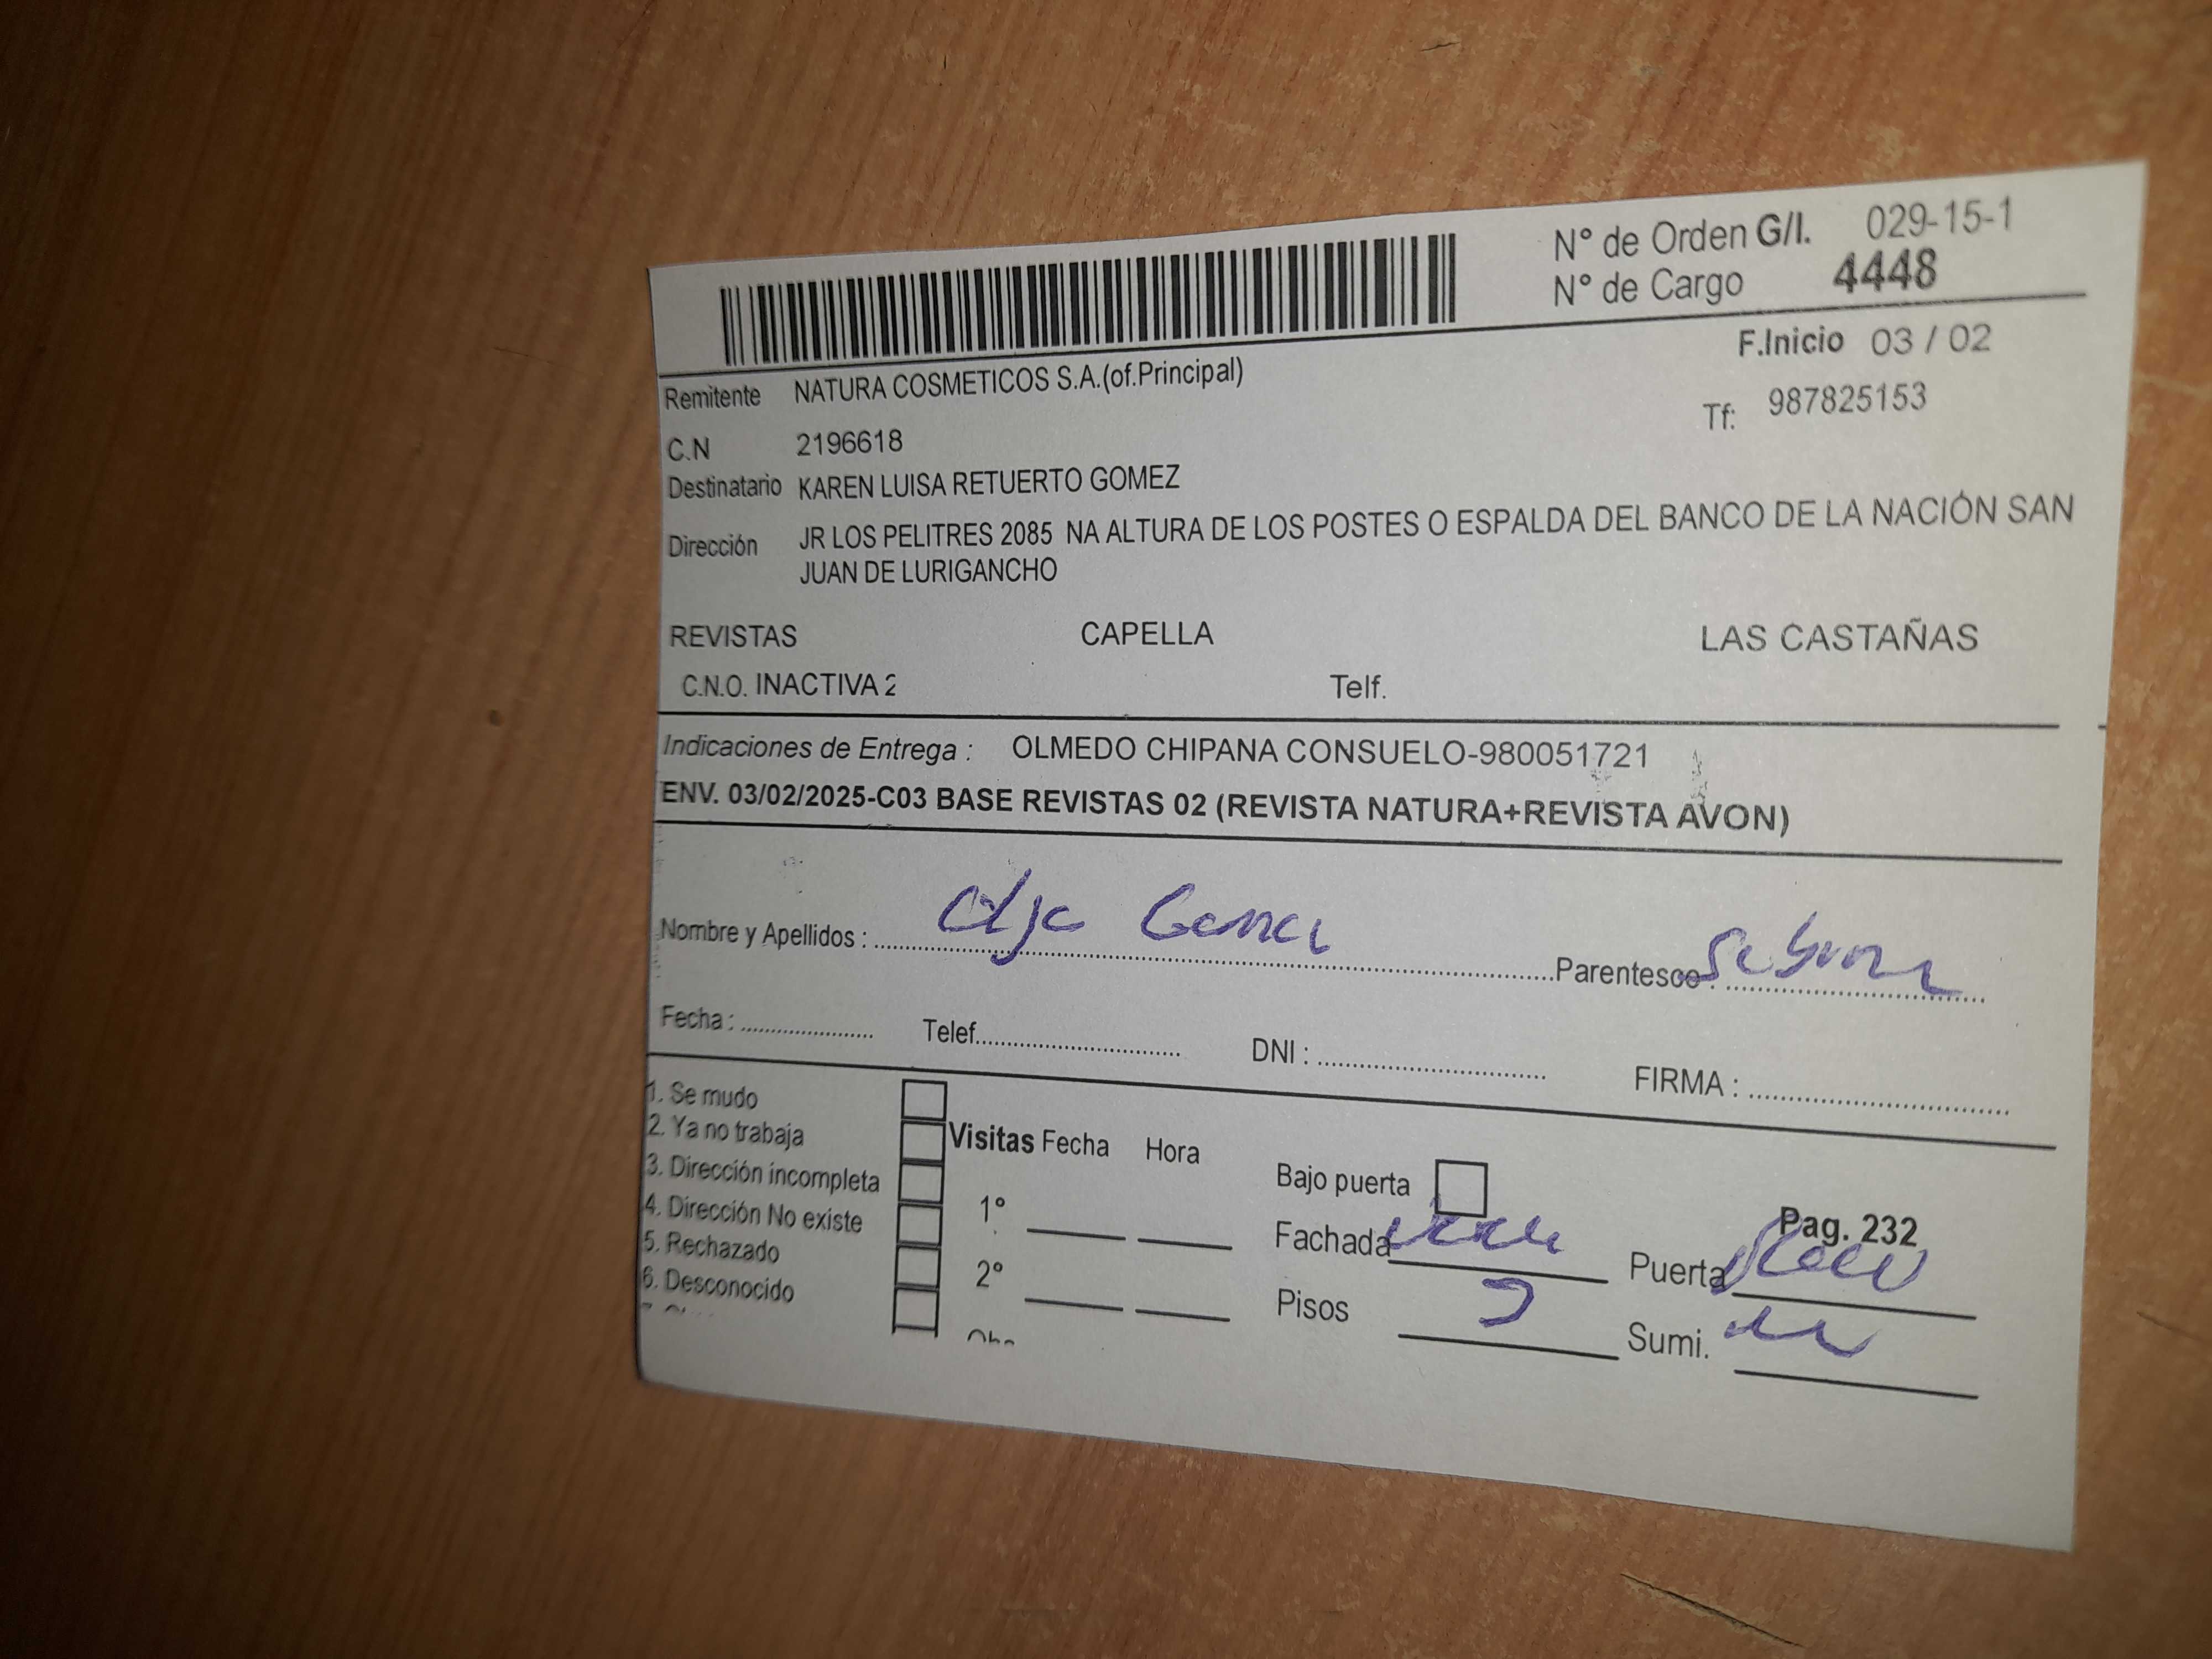 N° de Orden G/I. 029-15-1
N° de Cargo 4448
F.Inicio 03 / 02
Remitente NATURA COSMETICOS S.A.(of.Principal)
Tf: 987825153
C.N 2196618
Destinatario KAREN LUISA RETUERTO GOMEZ
Dirección JR LOS PELITRES 2085 NA ALTURA DE LOS POSTES O ESPALDA DEL BANCO DE LA NACIÓN SAN
JUAN DE LURIGANCHO
REVISTAS CAPELLA LAS CASTAÑAS
C.N.O. INACTIVA 2 Telf.
Indicaciones de Entrega : OLMEDO CHIPANA CONSUELO-980051721
ENV. 03/02/2025-C03 BASE REVISTAS 02 (REVISTA NATURA+REVISTA AVON)
Nombre y Apellidos : Parentesco :
Fecha : Telef. DNI : FIRMA :
1. Se mudo
2. Ya no trabaja
3. Dirección incompleta
4. Dirección No existe
5. Rechazado
6. Desconocido
Visitas Fecha Hora
1°
2°
Bajo puerta
Pag. 232
Fachada Puerta
Pisos 2 Sumi.